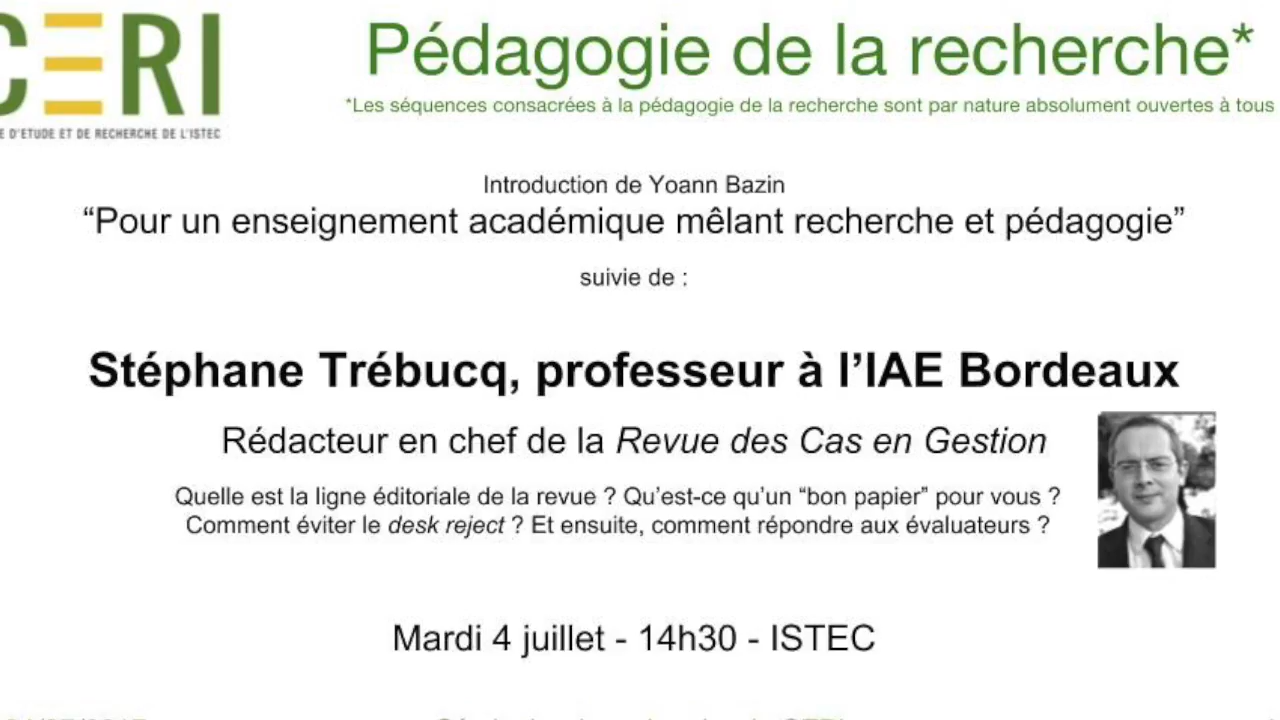 CERI
Pédagogie de la recherche*
*Les séquences consacrées à la pédagogie de la recherche sont par nature absolument ouvertes à tous
E D'ETUDE ET DE RECHERCHE DE L'ISTEC
Introduction de Yoann Bazin
“Pour un enseignement académique mêlant recherche et pédagogie”
suivie de :
Stéphane Trébucq, professeur à l’IAE Bordeaux
Rédacteur en chef de la Revue des Cas en Gestion
Quelle est la ligne éditoriale de la revue ? Qu’est-ce qu’un “bon papier” pour vous ?
Comment éviter le desk reject ? Et ensuite, comment répondre aux évaluateurs ?
Mardi 4 juillet - 14h30 - ISTEC